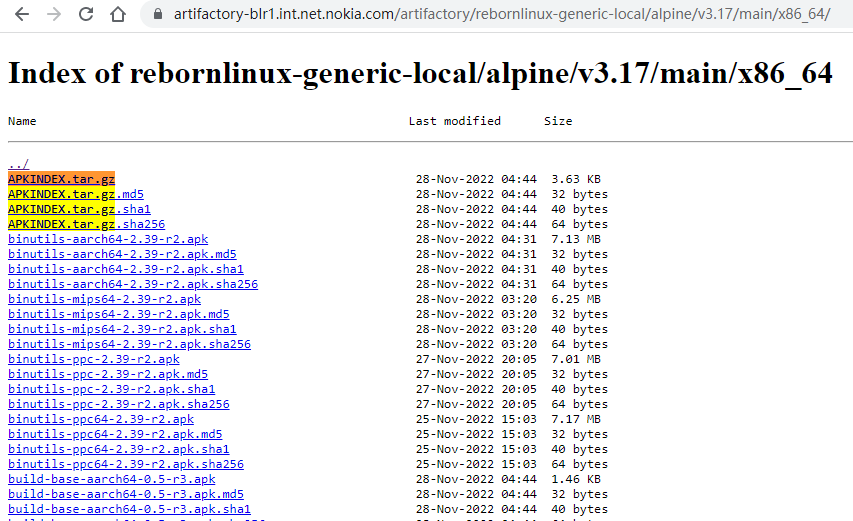 artifactory-blr1.int.net.nokia.com/artifactory/rebornlinux-generic-local/alpine/v3.17/main/x86_64/
Index of rebornlinux-generic-local/alpine/v3.17/main/x86_64
Name Last modified Size
../
APKINDEX.tar.gz 28-Nov-2022 04:44 3.63 KB
APKINDEX.tar.gz.md5 28-Nov-2022 04:44 32 bytes
APKINDEX.tar.gz.sha1 28-Nov-2022 04:44 40 bytes
APKINDEX.tar.gz.sha256 28-Nov-2022 04:44 64 bytes
binutils-aarch64-2.39-r2.apk 28-Nov-2022 04:31 7.13 MB
binutils-aarch64-2.39-r2.apk.md5 28-Nov-2022 04:31 32 bytes
binutils-aarch64-2.39-r2.apk.sha1 28-Nov-2022 04:31 40 bytes
binutils-aarch64-2.39-r2.apk.sha256 28-Nov-2022 04:31 64 bytes
binutils-mips64-2.39-r2.apk 28-Nov-2022 03:20 6.25 MB
binutils-mips64-2.39-r2.apk.md5 28-Nov-2022 03:20 32 bytes
binutils-mips64-2.39-r2.apk.sha1 28-Nov-2022 03:20 40 bytes
binutils-mips64-2.39-r2.apk.sha256 28-Nov-2022 03:20 64 bytes
binutils-ppc-2.39-r2.apk 27-Nov-2022 20:05 7.01 MB
binutils-ppc-2.39-r2.apk.md5 27-Nov-2022 20:05 32 bytes
binutils-ppc-2.39-r2.apk.sha1 27-Nov-2022 20:05 40 bytes
binutils-ppc-2.39-r2.apk.sha256 27-Nov-2022 20:05 64 bytes
binutils-ppc64-2.39-r2.apk 25-Nov-2022 15:03 7.17 MB
binutils-ppc64-2.39-r2.apk.md5 25-Nov-2022 15:03 32 bytes
binutils-ppc64-2.39-r2.apk.sha1 25-Nov-2022 15:03 40 bytes
binutils-ppc64-2.39-r2.apk.sha256 25-Nov-2022 15:03 64 bytes
build-base-aarch64-0.5-r3.apk 28-Nov-2022 04:44 1.46 KB
build-base-aarch64-0.5-r3.apk.md5 28-Nov-2022 04:44 32 bytes
build-base-aarch64-0.5-r3.apk.sha1 28-Nov-2022 04:44 40 bytes